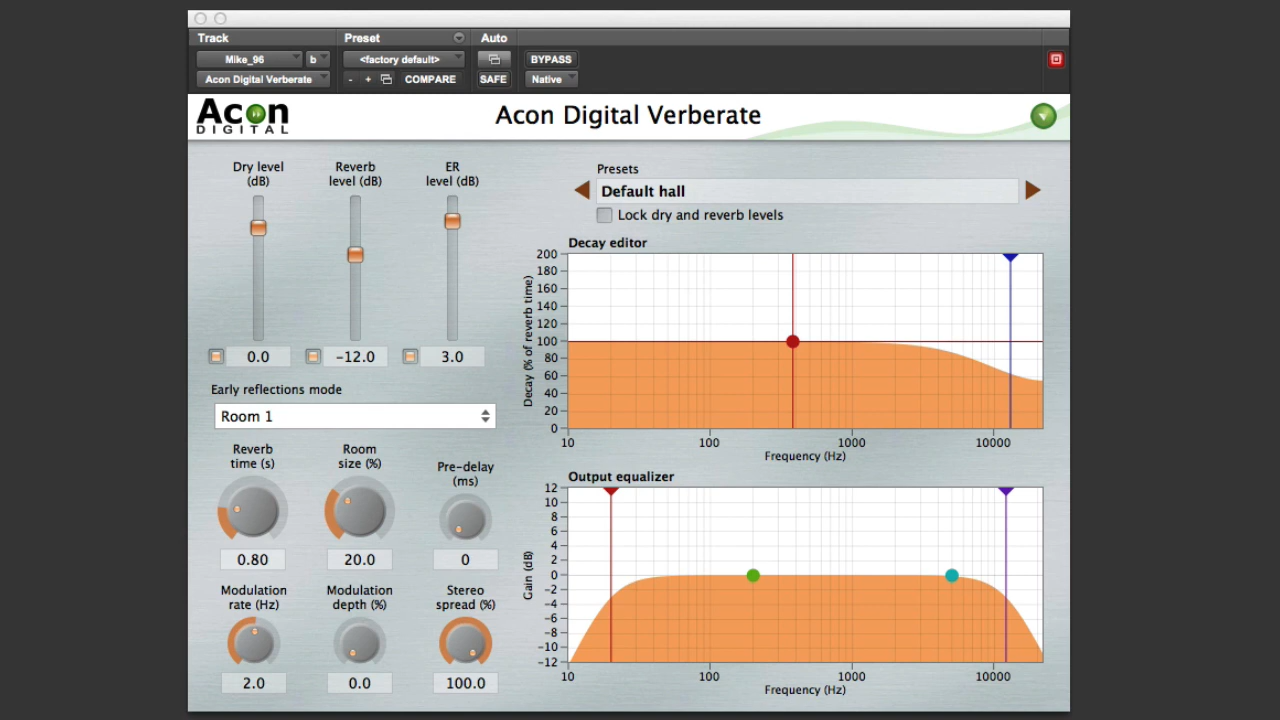 Track Preset Auto
Mike_96 b <factory default> BYPASS
Acon Digital Verberate - + COMPARE SAFE Native
Acon
DIGITAL
Acon Digital Verberate
Dry level
(dB)
Reverb
level (dB)
ER
level (dB)
0.0 -12.0 3.0
Early reflections mode
Room 1
Reverb
time (s)
Room
size (%)
Pre-delay
(ms)
0.80 20.0 0
Modulation
rate (Hz)
Modulation
depth (%)
Stereo
spread (%)
2.0 0.0 100.0
Presets
Default hall
Lock dry and reverb levels
Decay editor
Decay (% of reverb time)
200
180
160
140
120
100
80
60
40
20
0
10 100 1000 10000
Frequency (Hz)
Output equalizer
Gain (dB)
12
10
8
6
4
2
0
-2
-4
-6
-8
-10
-12
10 100 1000 10000
Frequency (Hz)